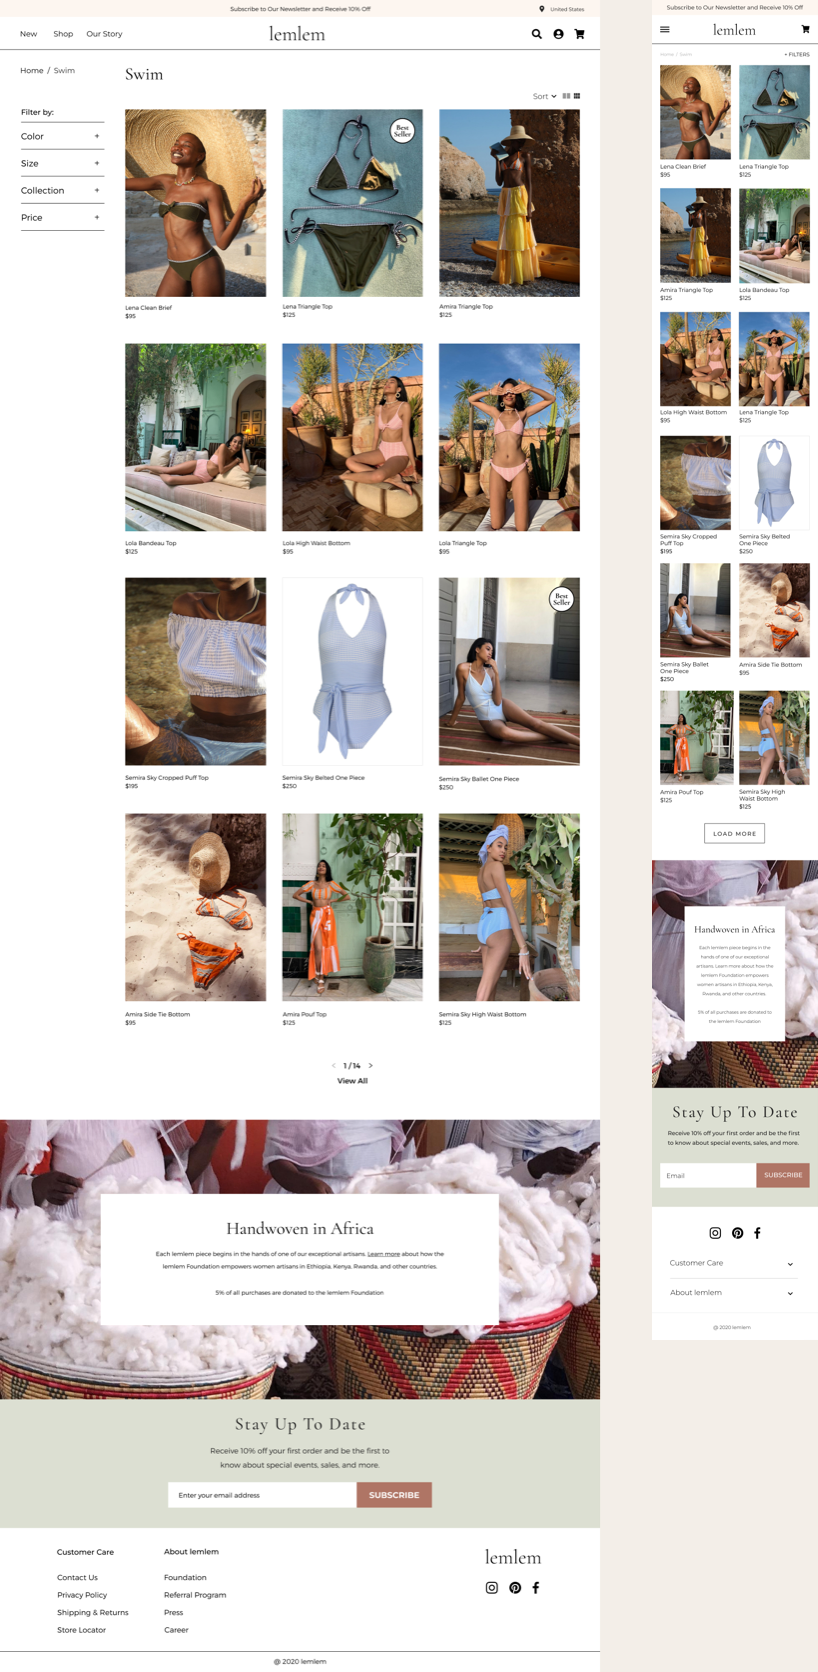 Subscribe to Our Newsletter and Receive 10% Off
United States
New
Shop
Our Story
lemlem
Home / Swim
Swim
Sort
Filter by:
Color +
Size +
Collection +
Price +
Lena Clean Brief
$95
Best
Seller
Lena Triangle Top
$125
Amira Triangle Top
$125
Lola Bandeau Top
$125
Lola High Waist Bottom
$95
Lola Triangle Top
$95
Semira Sky Cropped Puff Top
$195
Semira Sky Belted One Piece
$250
Best
Seller
Semira Sky Ballet One Piece
$250
Amira Side Tie Bottom
$95
Amira Pouf Top
$125
Semira Sky High Waist Bottom
$125
< 1 / 14 >
View All
Handwoven in Africa
Each lemlem piece begins in the hands of one of our exceptional artisans. Learn more about how the
lemlem Foundation empowers women artisans in Ethiopia, Kenya, Rwanda, and other countries.
5% of all purchases are donated to the lemlem Foundation
Stay Up To Date
Receive 10% off your first order and be the first to
know about special events, sales, and more.
Enter your email address
SUBSCRIBE
Customer Care
Contact Us
Privacy Policy
Shipping & Returns
Store Locator
About lemlem
Foundation
Referral Program
Press
Career
lemlem
@ 2020 lemlem
Subscribe to Our Newsletter and Receive 10% Off
lemlem
Home / Swim
+ FILTERS
Lena Clean Brief
$95
Lena Triangle Top
$125
Amira Triangle Top
$125
Lola Bandeau Top
$125
Lola High Waist Bottom
$95
Lena Triangle Top
$125
Semira Sky Cropped
Puff Top
$195
Semira Sky Belted
One Piece
$250
Semira Sky Ballet
One Piece
$250
Amira Side Tie Bottom
$95
Amira Pouf Top
$125
Semira Sky High
Waist Bottom
$125
LOAD MORE
Handwoven in Africa
Each lemlem piece begins in the
hands of one of our exceptional
artisans. Learn more about how the
lemlem Foundation empowers
women artisans in Ethiopia, Kenya,
Rwanda, and other countries.
5% of all purchases are donated to
the lemlem Foundation
Stay Up To Date
Receive 10% off your first order and be the first
to know about special events, sales, and more.
Email
SUBSCRIBE
Customer Care
About lemlem
@ 2020 lemlem